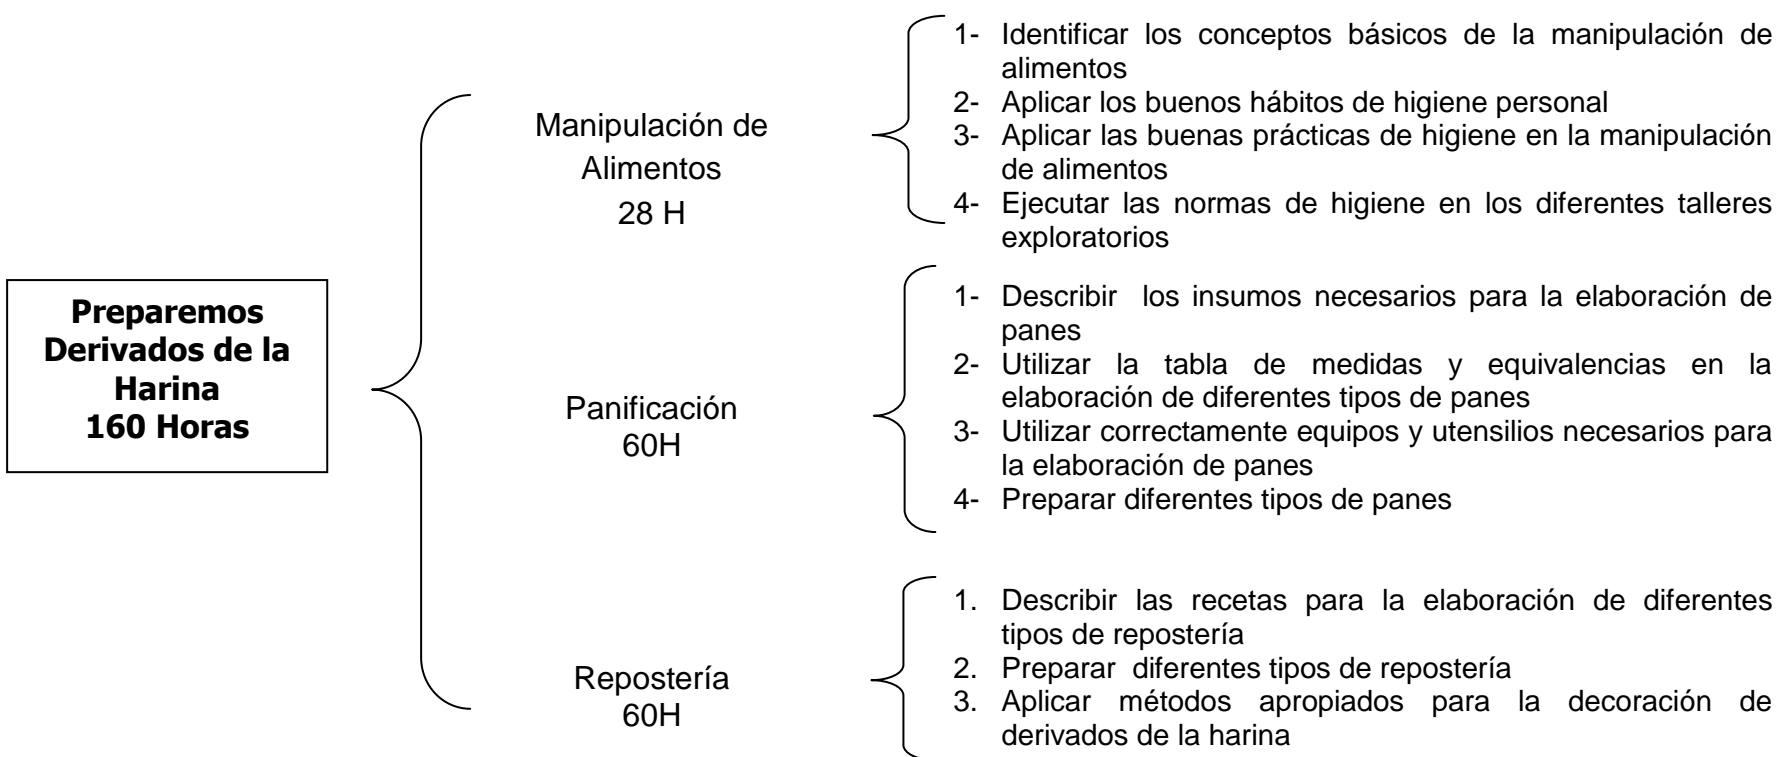 Preparemos
Derivados de la
Harina
160 Horas
Manipulación de
Alimentos
28 H
1- Identificar los conceptos básicos de la manipulación de
alimentos
2- Aplicar los buenos hábitos de higiene personal
3- Aplicar las buenas prácticas de higiene en la manipulación
de alimentos
4- Ejecutar las normas de higiene en los diferentes talleres
exploratorios
Panificación
60H
1- Describir los insumos necesarios para la elaboración de
panes
2- Utilizar la tabla de medidas y equivalencias en la
elaboración de diferentes tipos de panes
3- Utilizar correctamente equipos y utensilios necesarios para
la elaboración de panes
4- Preparar diferentes tipos de panes
Repostería
60H
1. Describir las recetas para la elaboración de diferentes
tipos de repostería
2. Preparar diferentes tipos de repostería
3. Aplicar métodos apropiados para la decoración de
derivados de la harina